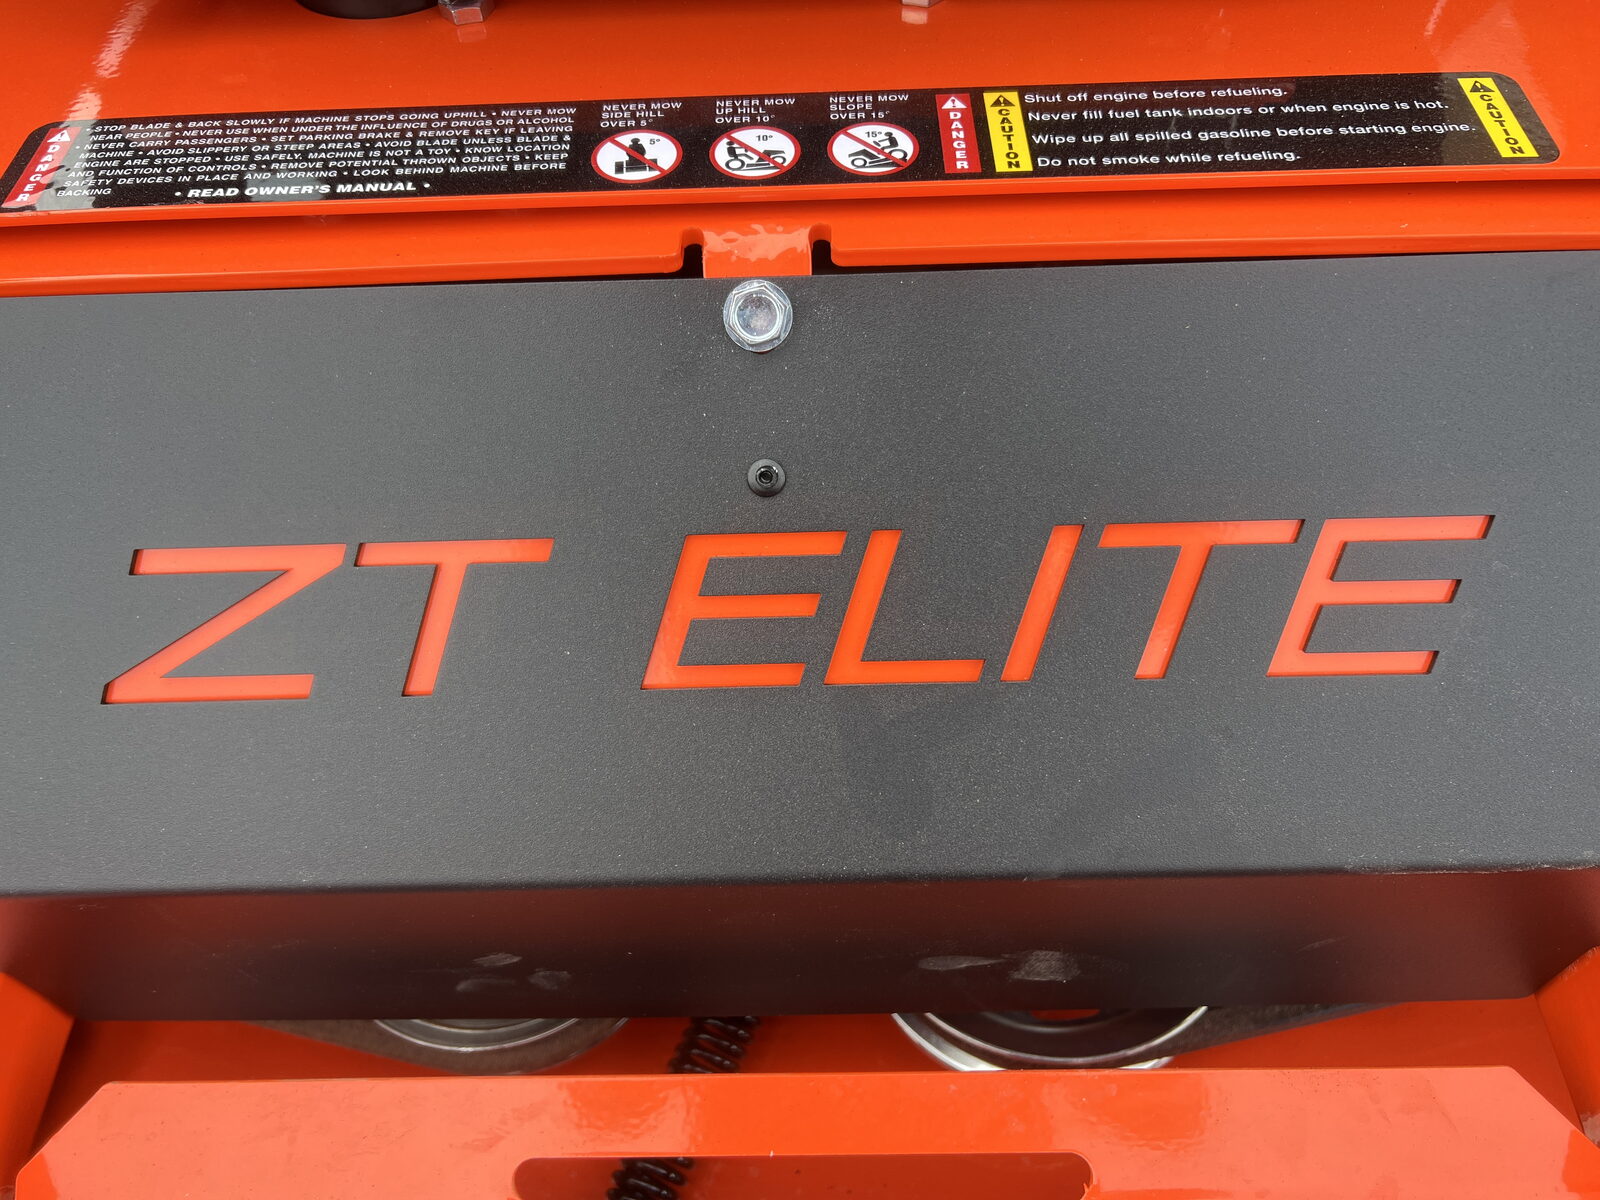 DANGER
•STOP BLADE & BACK SLOWLY IF MACHINE STOPS GOING UPHILL • NEVER MOW
NEAR PEOPLE • NEVER USE WHEN UNDER THE INFLUENCE OF DRUGS OR ALCOHOL
• NEVER CARRY PASSENGERS • SET PARKING BRAKE & REMOVE KEY IF LEAVING
MACHINE • AVOID SLIPPERY OR STEEP AREAS • AVOID BLADE UNLESS BLADE &
ENGINE ARE STOPPED • USE SAFELY, MACHINE IS NOT A TOY • KNOW LOCATION
AND FUNCTION OF CONTROLS • REMOVE POTENTIAL THROWN OBJECTS • KEEP
SAFETY DEVICES IN PLACE AND WORKING • LOOK BEHIND MACHINE BEFORE
BACKING
• READ OWNER'S MANUAL •
NEVER MOW
SIDE HILL
OVER 5°
5°
NEVER MOW
UP HILL
OVER 10°
10°
NEVER MOW
SLOPE
OVER 15°
15°
DANGER
CAUTION
Shut off engine before refueling.
Never fill fuel tank indoors or when engine is hot.
Wipe up all spilled gasoline before starting engine.
Do not smoke while refueling.
CAUTION
ZT ELITE